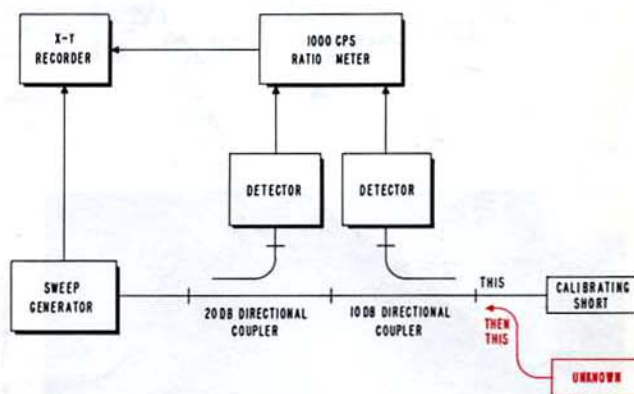 X-Y
RECORDER
1000 CPS
RATIO METER
DETECTOR
DETECTOR
SWEEP
GENERATOR
20 DB DIRECTIONAL
COUPLER
10 DB DIRECTIONAL
COUPLER
THIS
CALIBRATING
SHORT
THEN
THIS
UNKNOWN